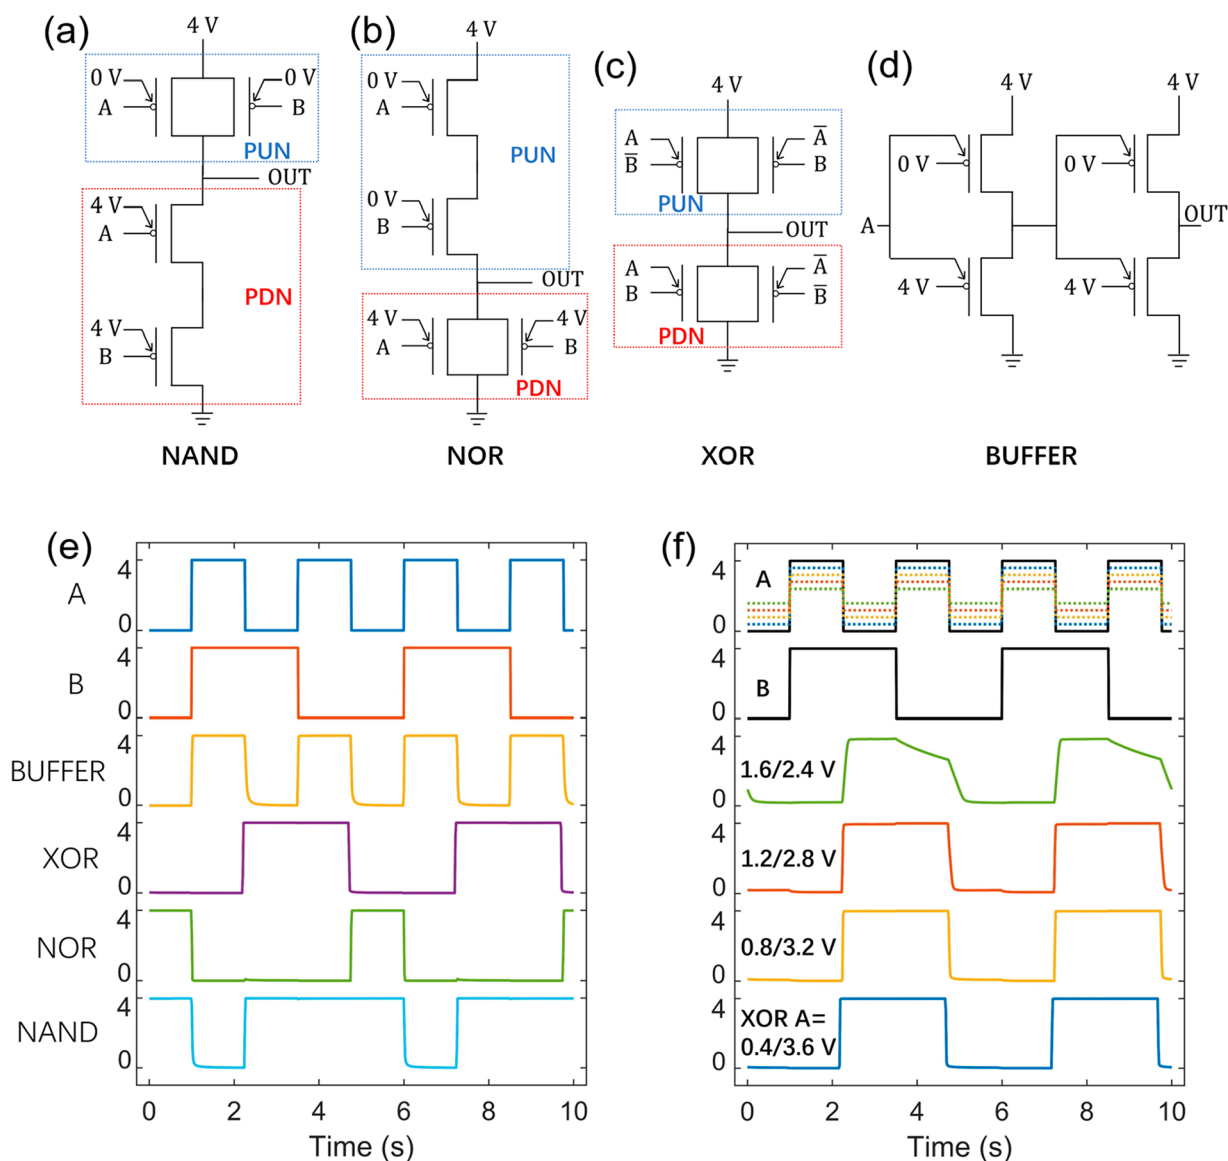 (a)
4 V
0 V
A
0 V
B
PUN
OUT
4 V
A
PDN
4 V
B
NAND
(b)
4 V
0 V
A
PUN
0 V
B
OUT
4 V
A
4 V
B
PDN
NOR
(c)
4 V
A
B̅
A̅
B
PUN
OUT
A
B
A̅
B̅
PDN
XOR
(d)
4 V
4 V
0 V
0 V
A
OUT
4 V
4 V
BUFFER
(e)
4
A
0
4
B
0
4
BUFFER
0
4
XOR
0
4
NOR
0
4
NAND
0
0 2 4 6 8 10
Time (s)
(f)
4
A
0
4
B
0
4
1.6/2.4 V
0
4
1.2/2.8 V
0
4
0.8/3.2 V
0
4
XOR A=
0.4/3.6 V
0
0 2 4 6 8 10
Time (s)